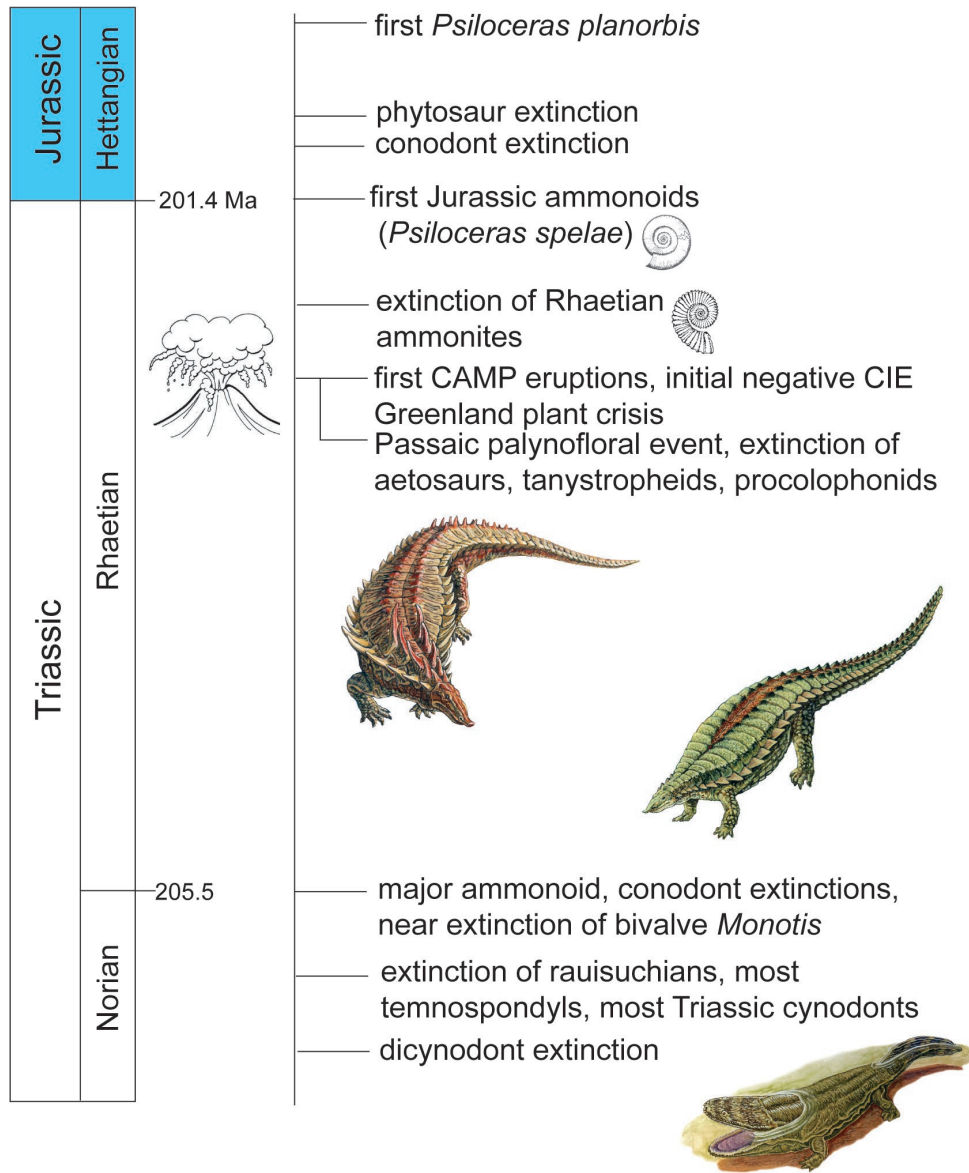 Jurassic
Hettangian
Triassic
Rhaetian
Norian
201.4 Ma
205.5
first Psiloceras planorbis
phytosaur extinction
conodont extinction
first Jurassic ammonoids
(Psiloceras spelae)
extinction of Rhaetian
ammonites
first CAMP eruptions, initial negative CIE
Greenland plant crisis
Passaic palynofloral event, extinction of
aetosaurs, tanystropheids, procolophonids
major ammonoid, conodont extinctions,
near extinction of bivalve Monotis
extinction of rauisuchians, most
temnospondyls, most Triassic cynodonts
dicynodont extinction